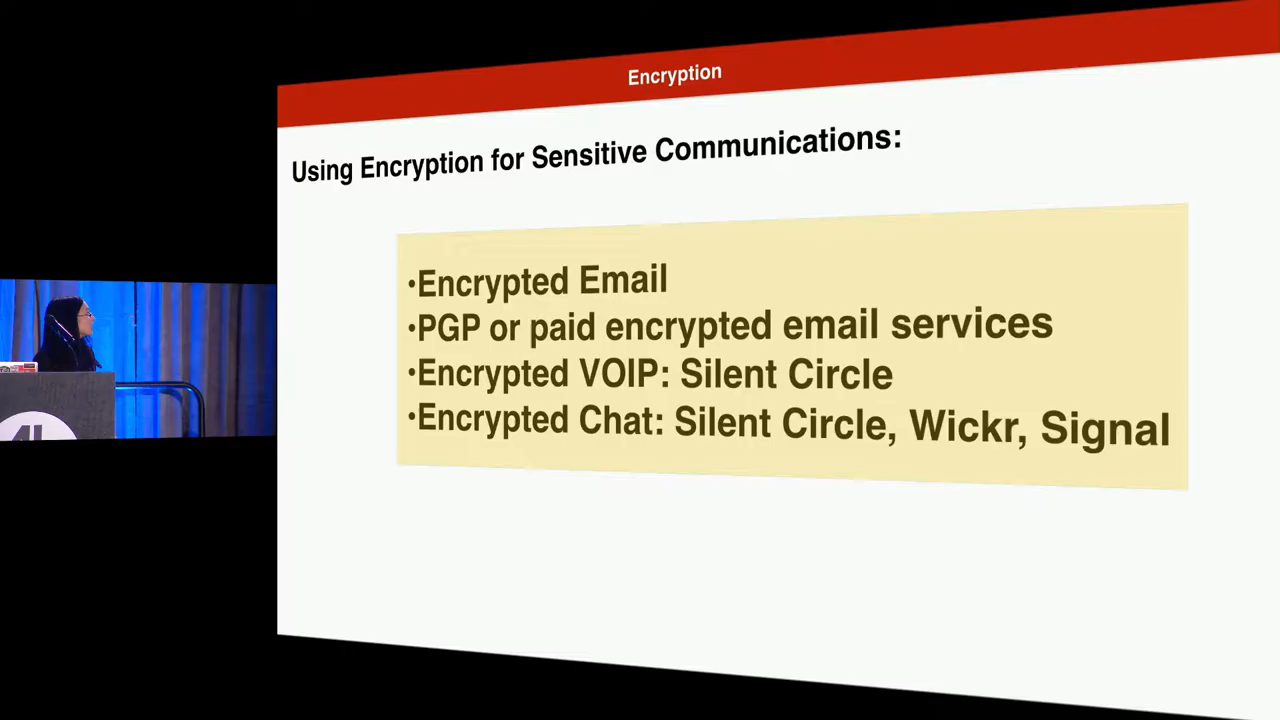 Encryption
Using Encryption for Sensitive Communications:
•Encrypted Email
•PGP or paid encrypted email services
•Encrypted VOIP: Silent Circle
•Encrypted Chat: Silent Circle, Wickr, Signal